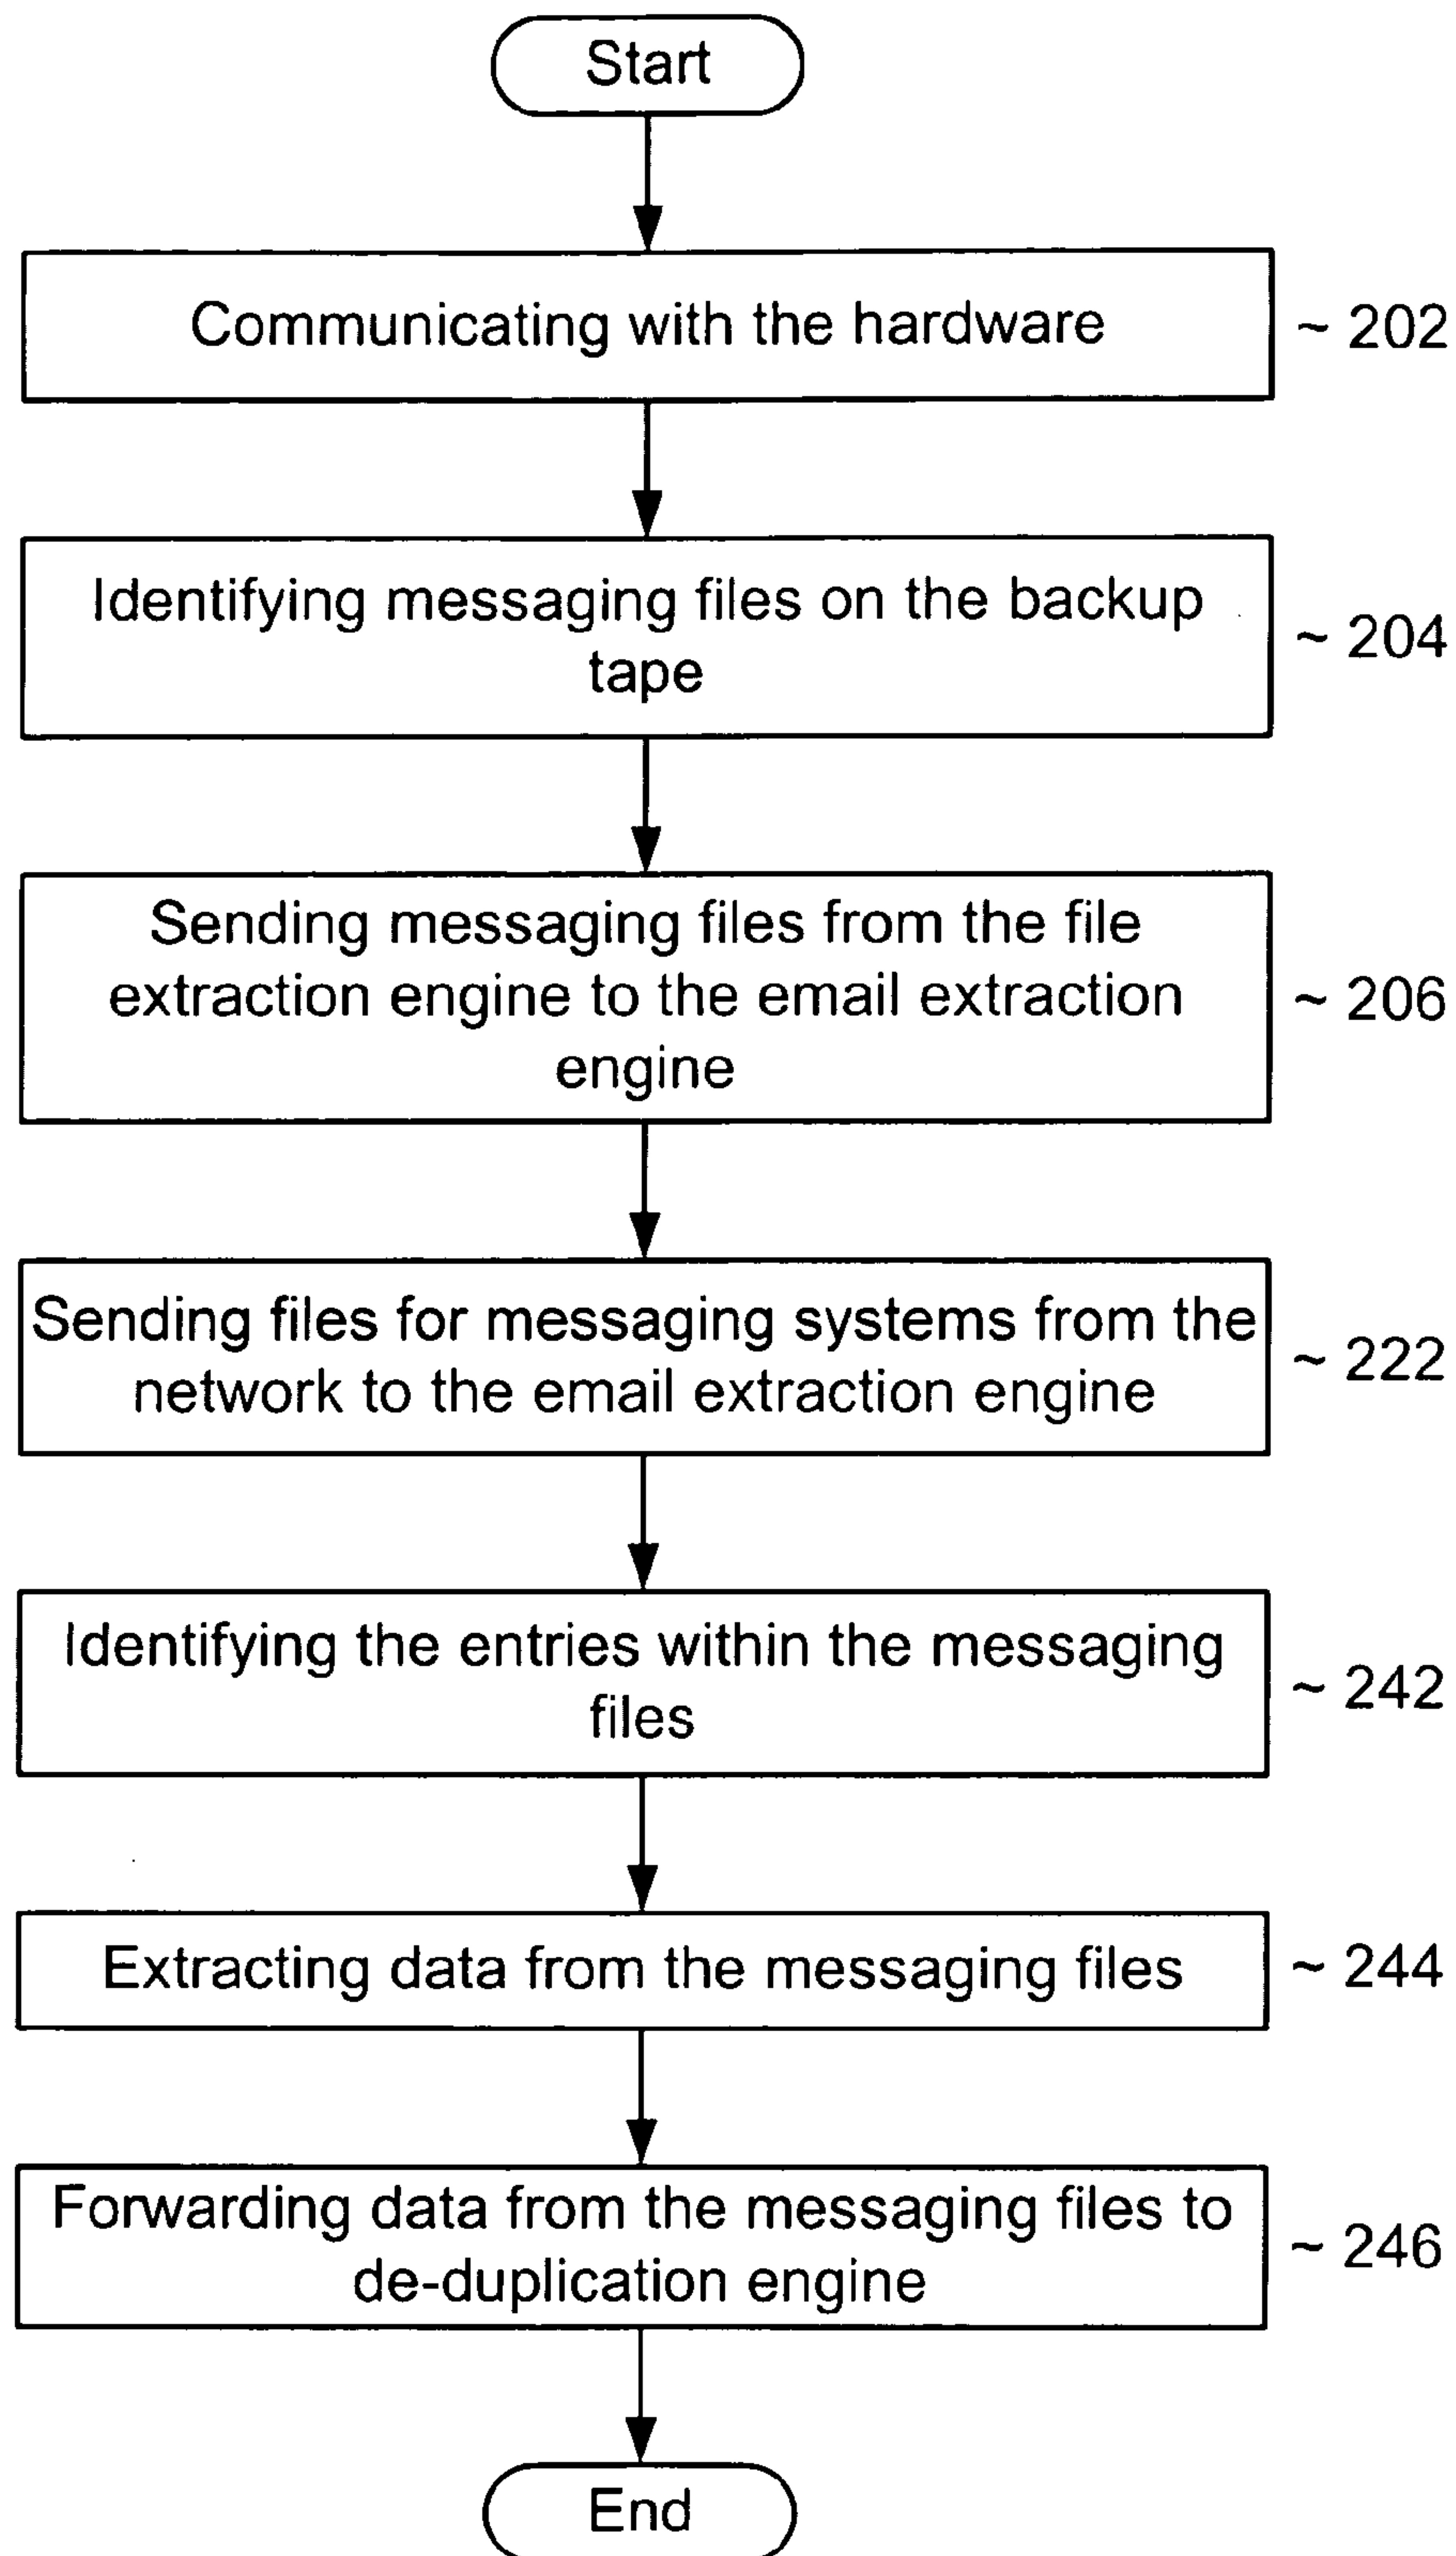 Start
Communicating with the hardware
~ 202
Identifying messaging files on the backup
tape
~ 204
Sending messaging files from the file
extraction engine to the email extraction
engine
~ 206
Sending files for messaging systems from the
network to the email extraction engine
~ 222
Identifying the entries within the messaging
files
~ 242
Extracting data from the messaging files
~ 244
Forwarding data from the messaging files to
de-duplication engine
~ 246
End